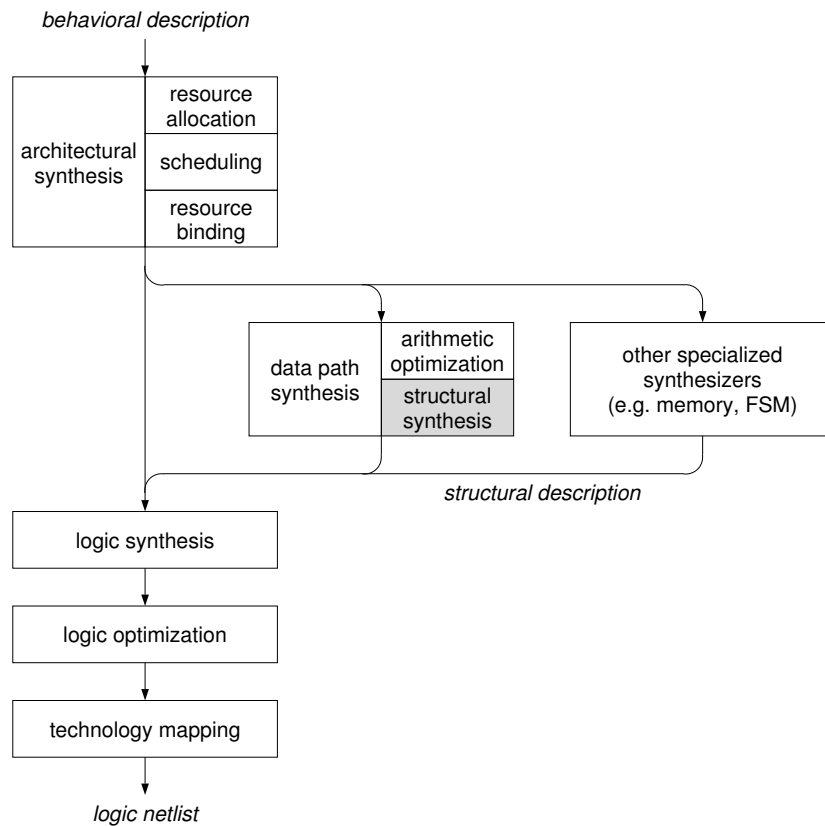 behavioral description
architectural
synthesis
resource
allocation
scheduling
resource
binding
data path
synthesis
arithmetic
optimization
structural
synthesis
other specialized
synthesizers
(e.g. memory, FSM)
structural description
logic synthesis
logic optimization
technology mapping
logic netlist